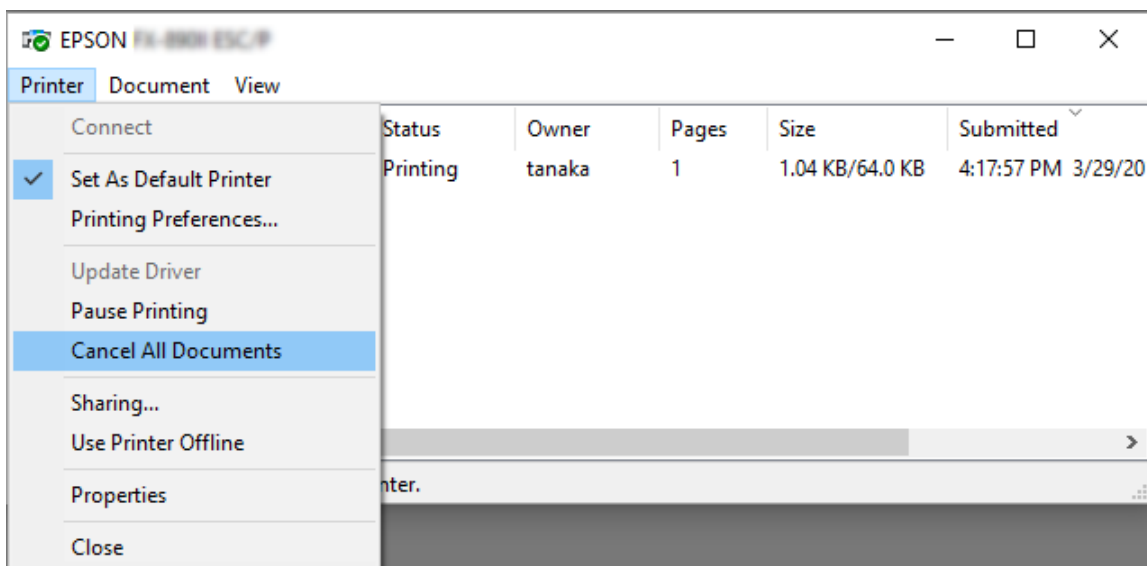 EPSON
Printer Document View
Connect
Status Owner Pages Size Submitted
Set As Default Printer
Printing tanaka 1 1.04 KB/64.0 KB 4:17:57 PM 3/29/20
Printing Preferences...
Update Driver
Pause Printing
Cancel All Documents
Sharing...
Use Printer Offline
Properties
nter.
Close